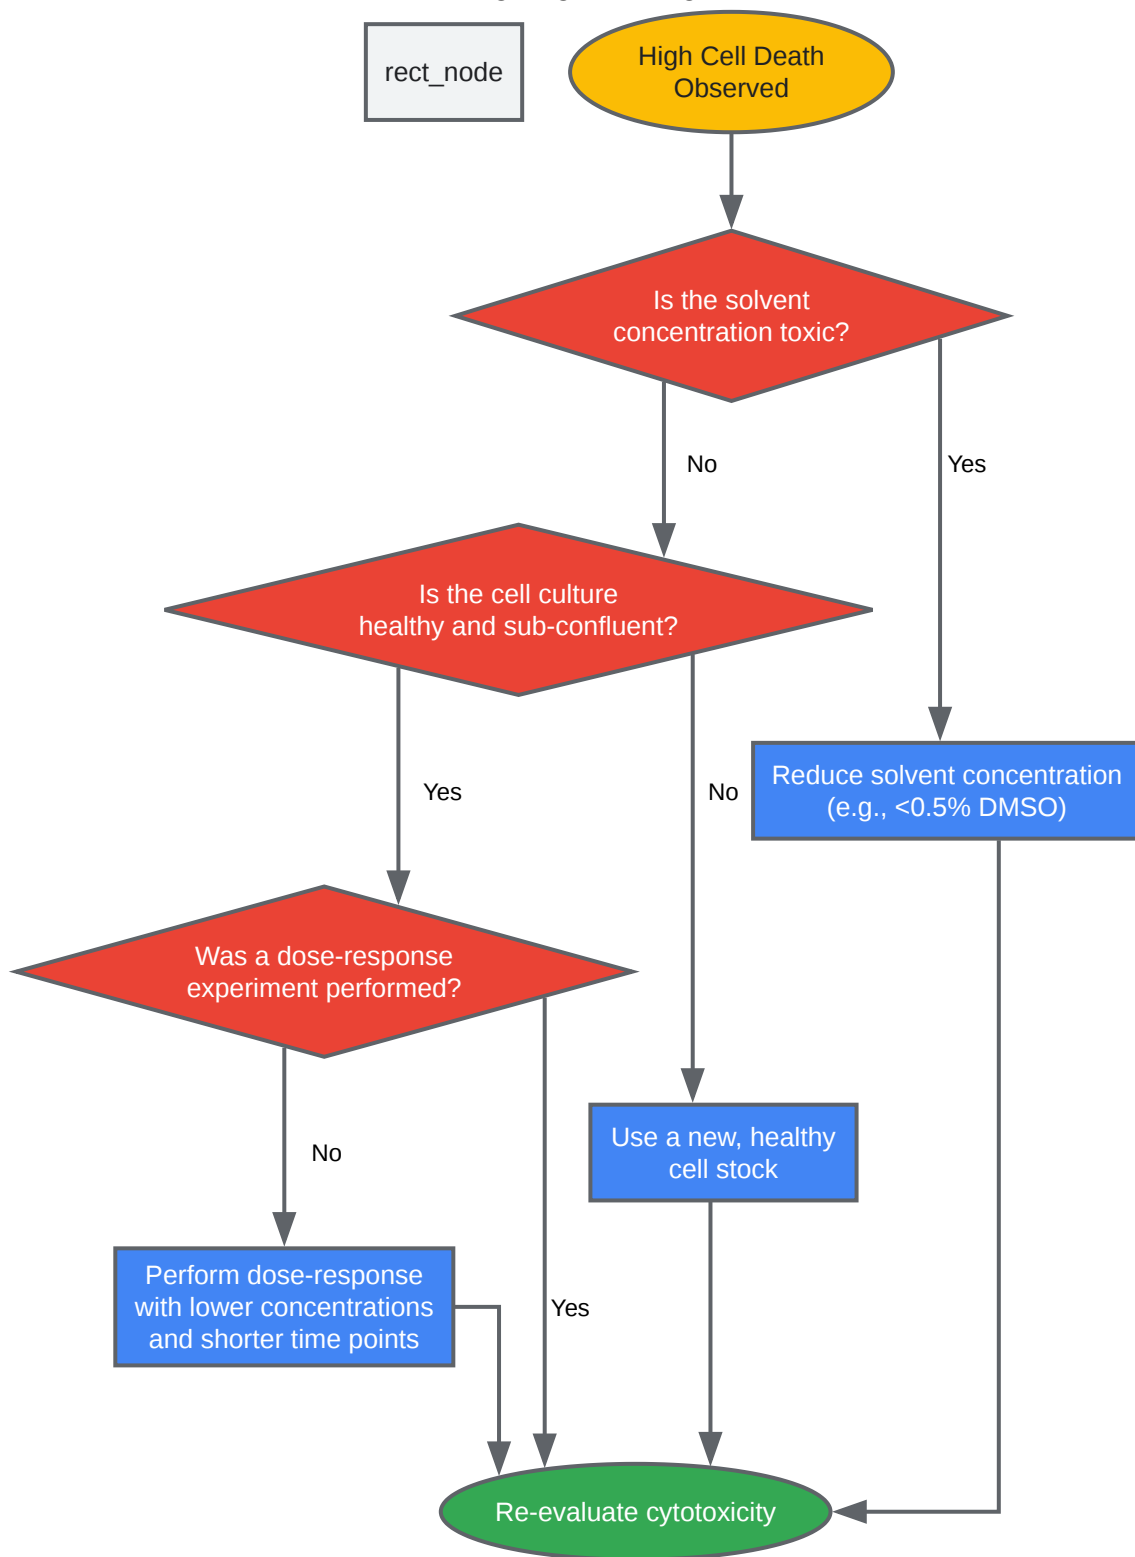 rect_node
High Cell Death
Observed
Is the solvent
concentration toxic?
No
Yes
Is the cell culture
healthy and sub-confluent?
Yes
No
Reduce solvent concentration
(e.g., <0.5% DMSO)
Was a dose-response
experiment performed?
No
Use a new, healthy
cell stock
Perform dose-response
with lower concentrations
and shorter time points
Yes
Re-evaluate cytotoxicity